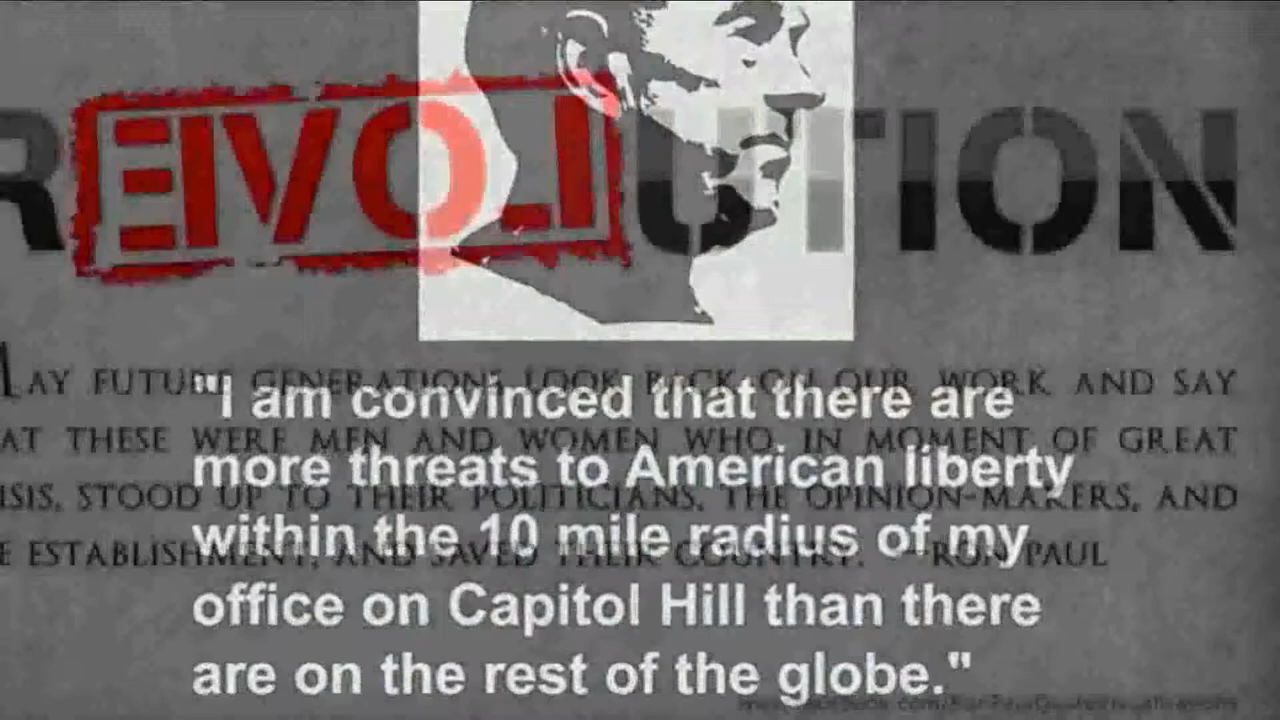 REVOLUTION
LAY FUTURE GENERATIONS LOOK BACK ON OUR WORK AND SAY
"I am convinced that there are
AT THESE WERE MEN AND WOMEN WHO, IN MOMENT OF GREAT
more threats to American liberty
ISIS, STOOD UP TO THEIR POLITICIANS, THE OPINION-MAKERS, AND
within the 10 mile radius of my
E ESTABLISHMENT, AND SAVED THEIR COUNTRY. —RON PAUL
office on Capitol Hill than there
are on the rest of the globe."